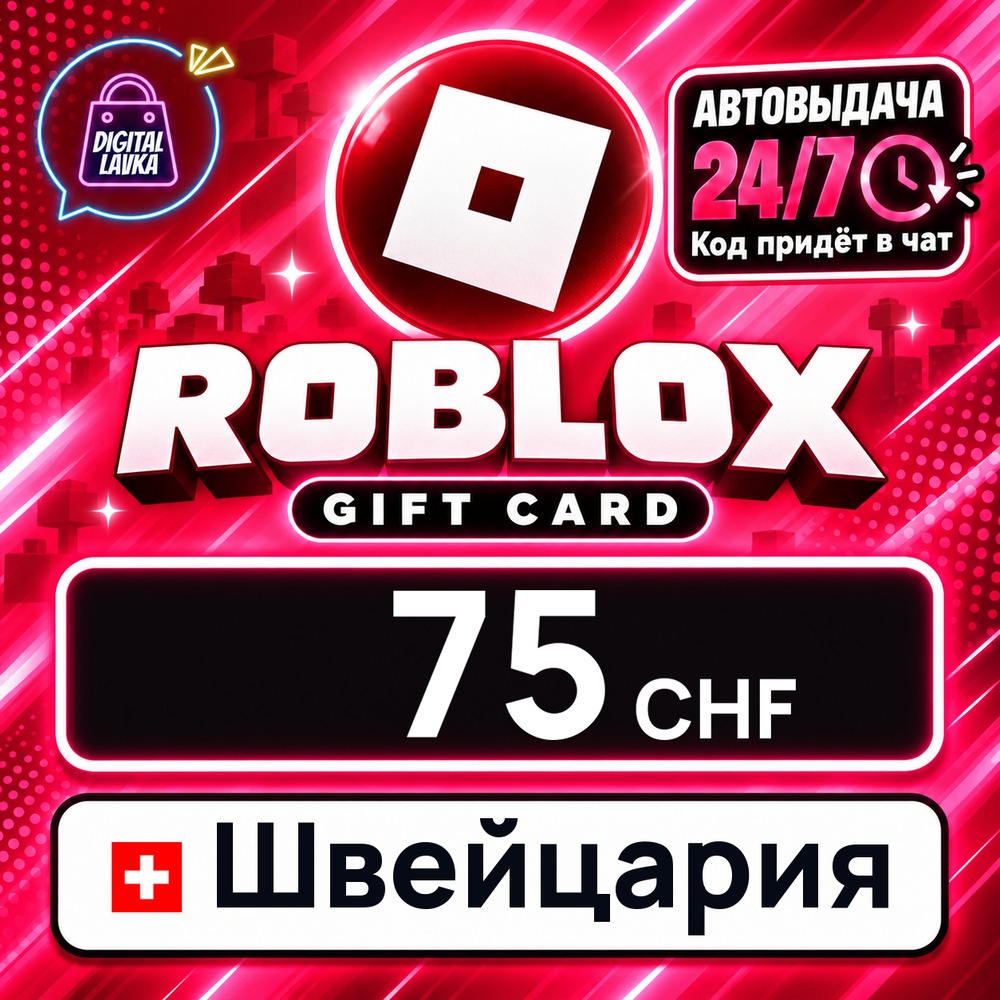 DIGITAL
LAVKA
АВТОВЫДАЧА
24/7
Код придёт в чат
ROBLOX
GIFT CARD
75 CHF
Швейцария